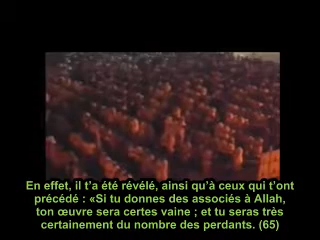 En effet, il t'a été révélé, ainsi qu'à ceux qui t'ont
précédé : «Si tu donnes des associés à Allah,
ton œuvre sera certes vaine ; et tu seras très
certainement du nombre des perdants. (65)